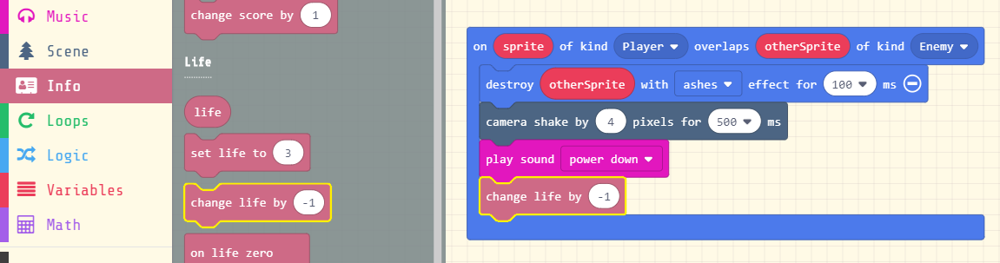 Music
Scene
Info
Loops
Logic
Variables
Math
change score by 1
Life
life
set life to 3
change life by -1
on life zero
on sprite of kind Player overlaps otherSprite of kind Enemy
destroy otherSprite with ashes effect for 100 ms
camera shake by 4 pixels for 500 ms
play sound power down
change life by -1